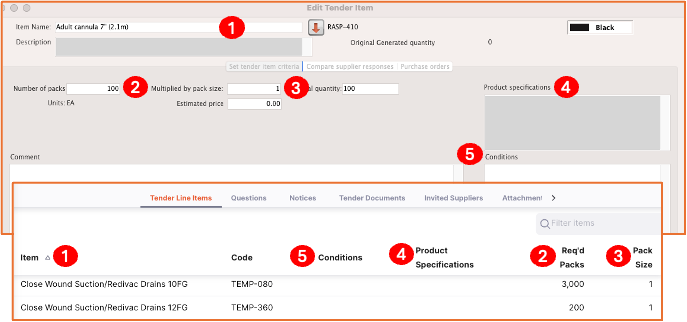 Edit Tender Item
Item Name: Adult cannula 7" (2.1m) 1 RASP-410 Black
Description Original Generated quantity 0
Set tender item criteria Compare supplier responses Purchase orders
Number of packs 100 2 Multiplied by pack size: 1 3 quantity 100 Product specifications 4
Units: EA Estimated price 0.00
Comment 5 Conditions
Tender Line Items Questions Notices Tender Documents Invited Suppliers Attachment >
Filter items
Item 1 Code 5 Conditions 4 Product Specifications 2 Req'd Packs 3 Pack Size
Close Wound Suction/Redivac Drains 10FG TEMP-080 3,000 1
Close Wound Suction/Redivac Drains 12FG TEMP-360 200 1